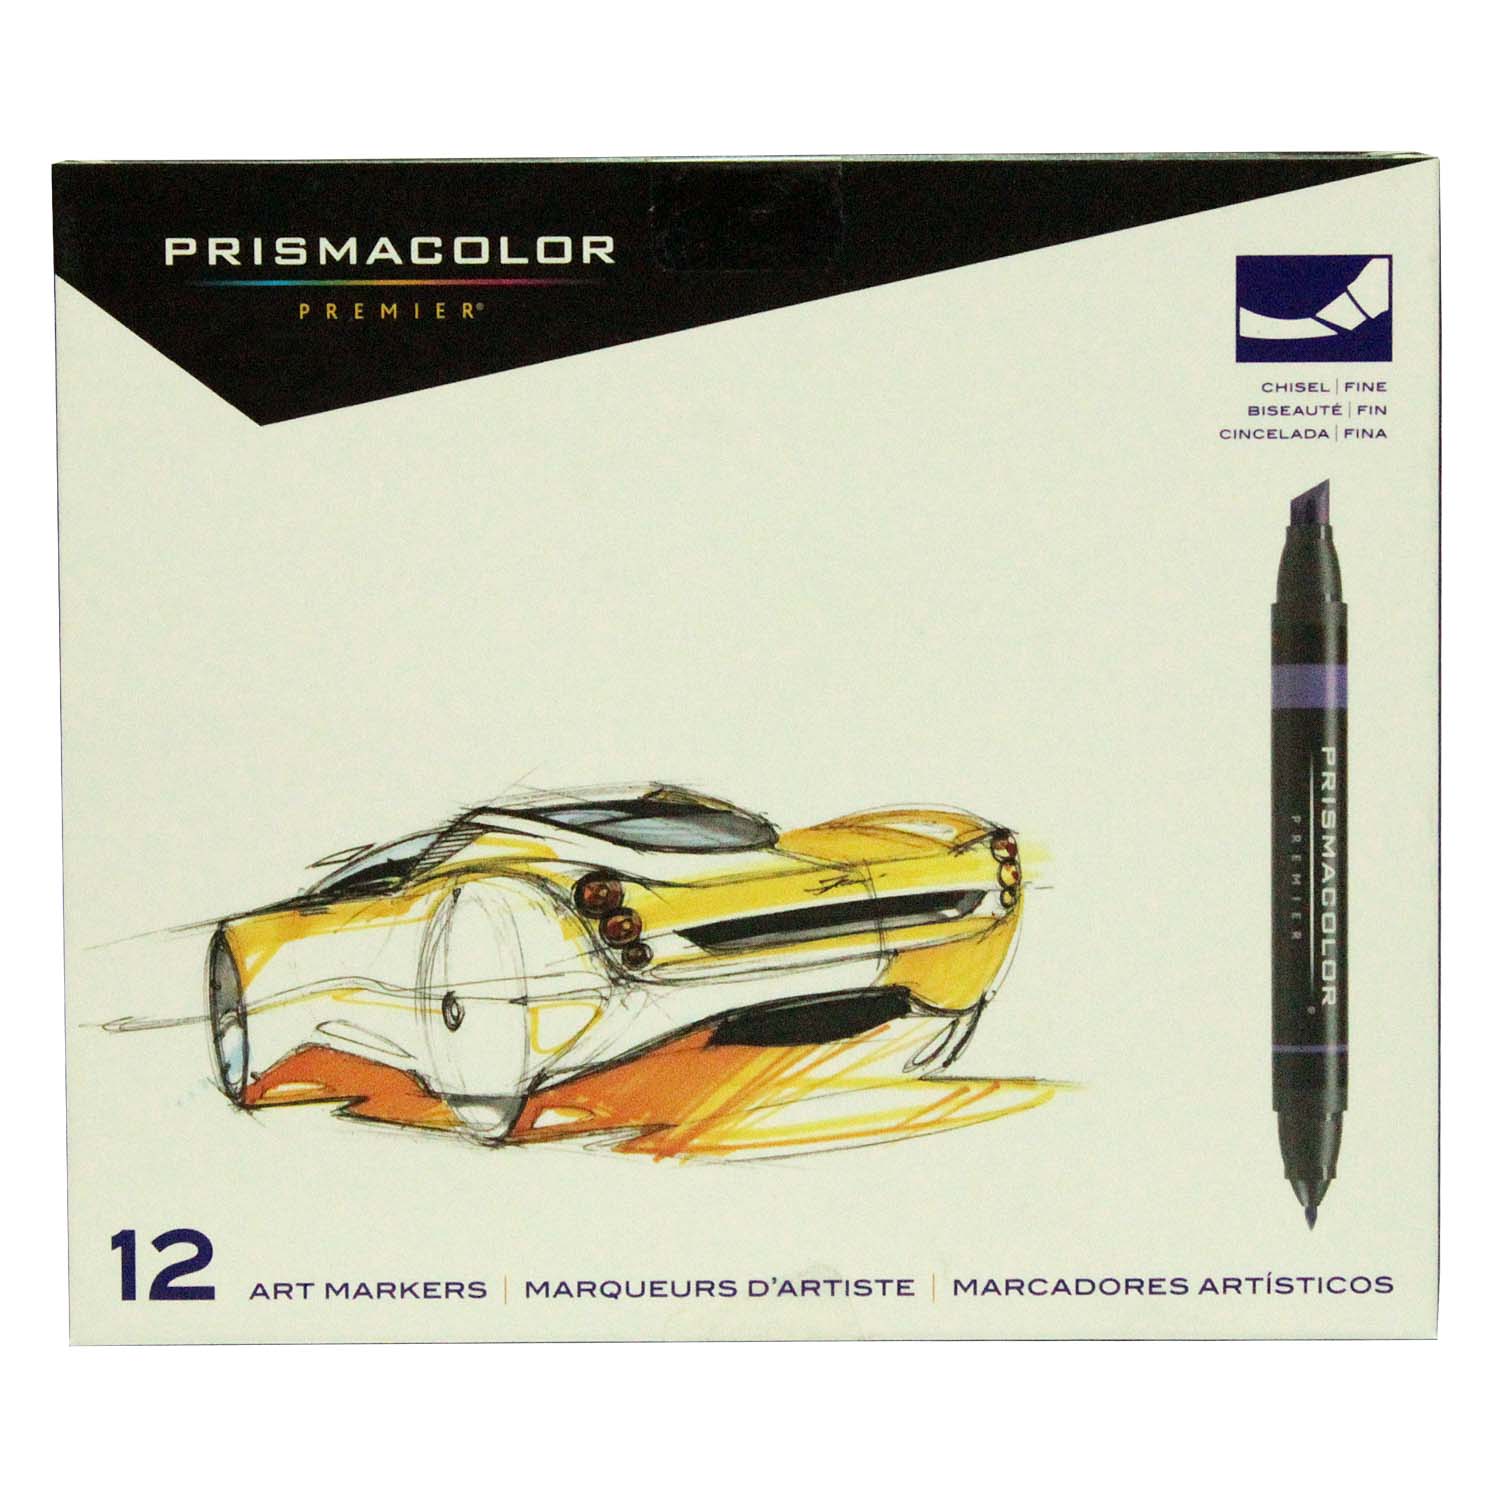 PRISMACOLOR
PREMIER®
CHISEL | FINE
BISEAUTÉ | FIN
CINCELADA | FINA
PRISMACOLOR®
PREMIER
12 ART MARKERS | MARQUEURS D'ARTISTE | MARCADORES ARTÍSTICOS